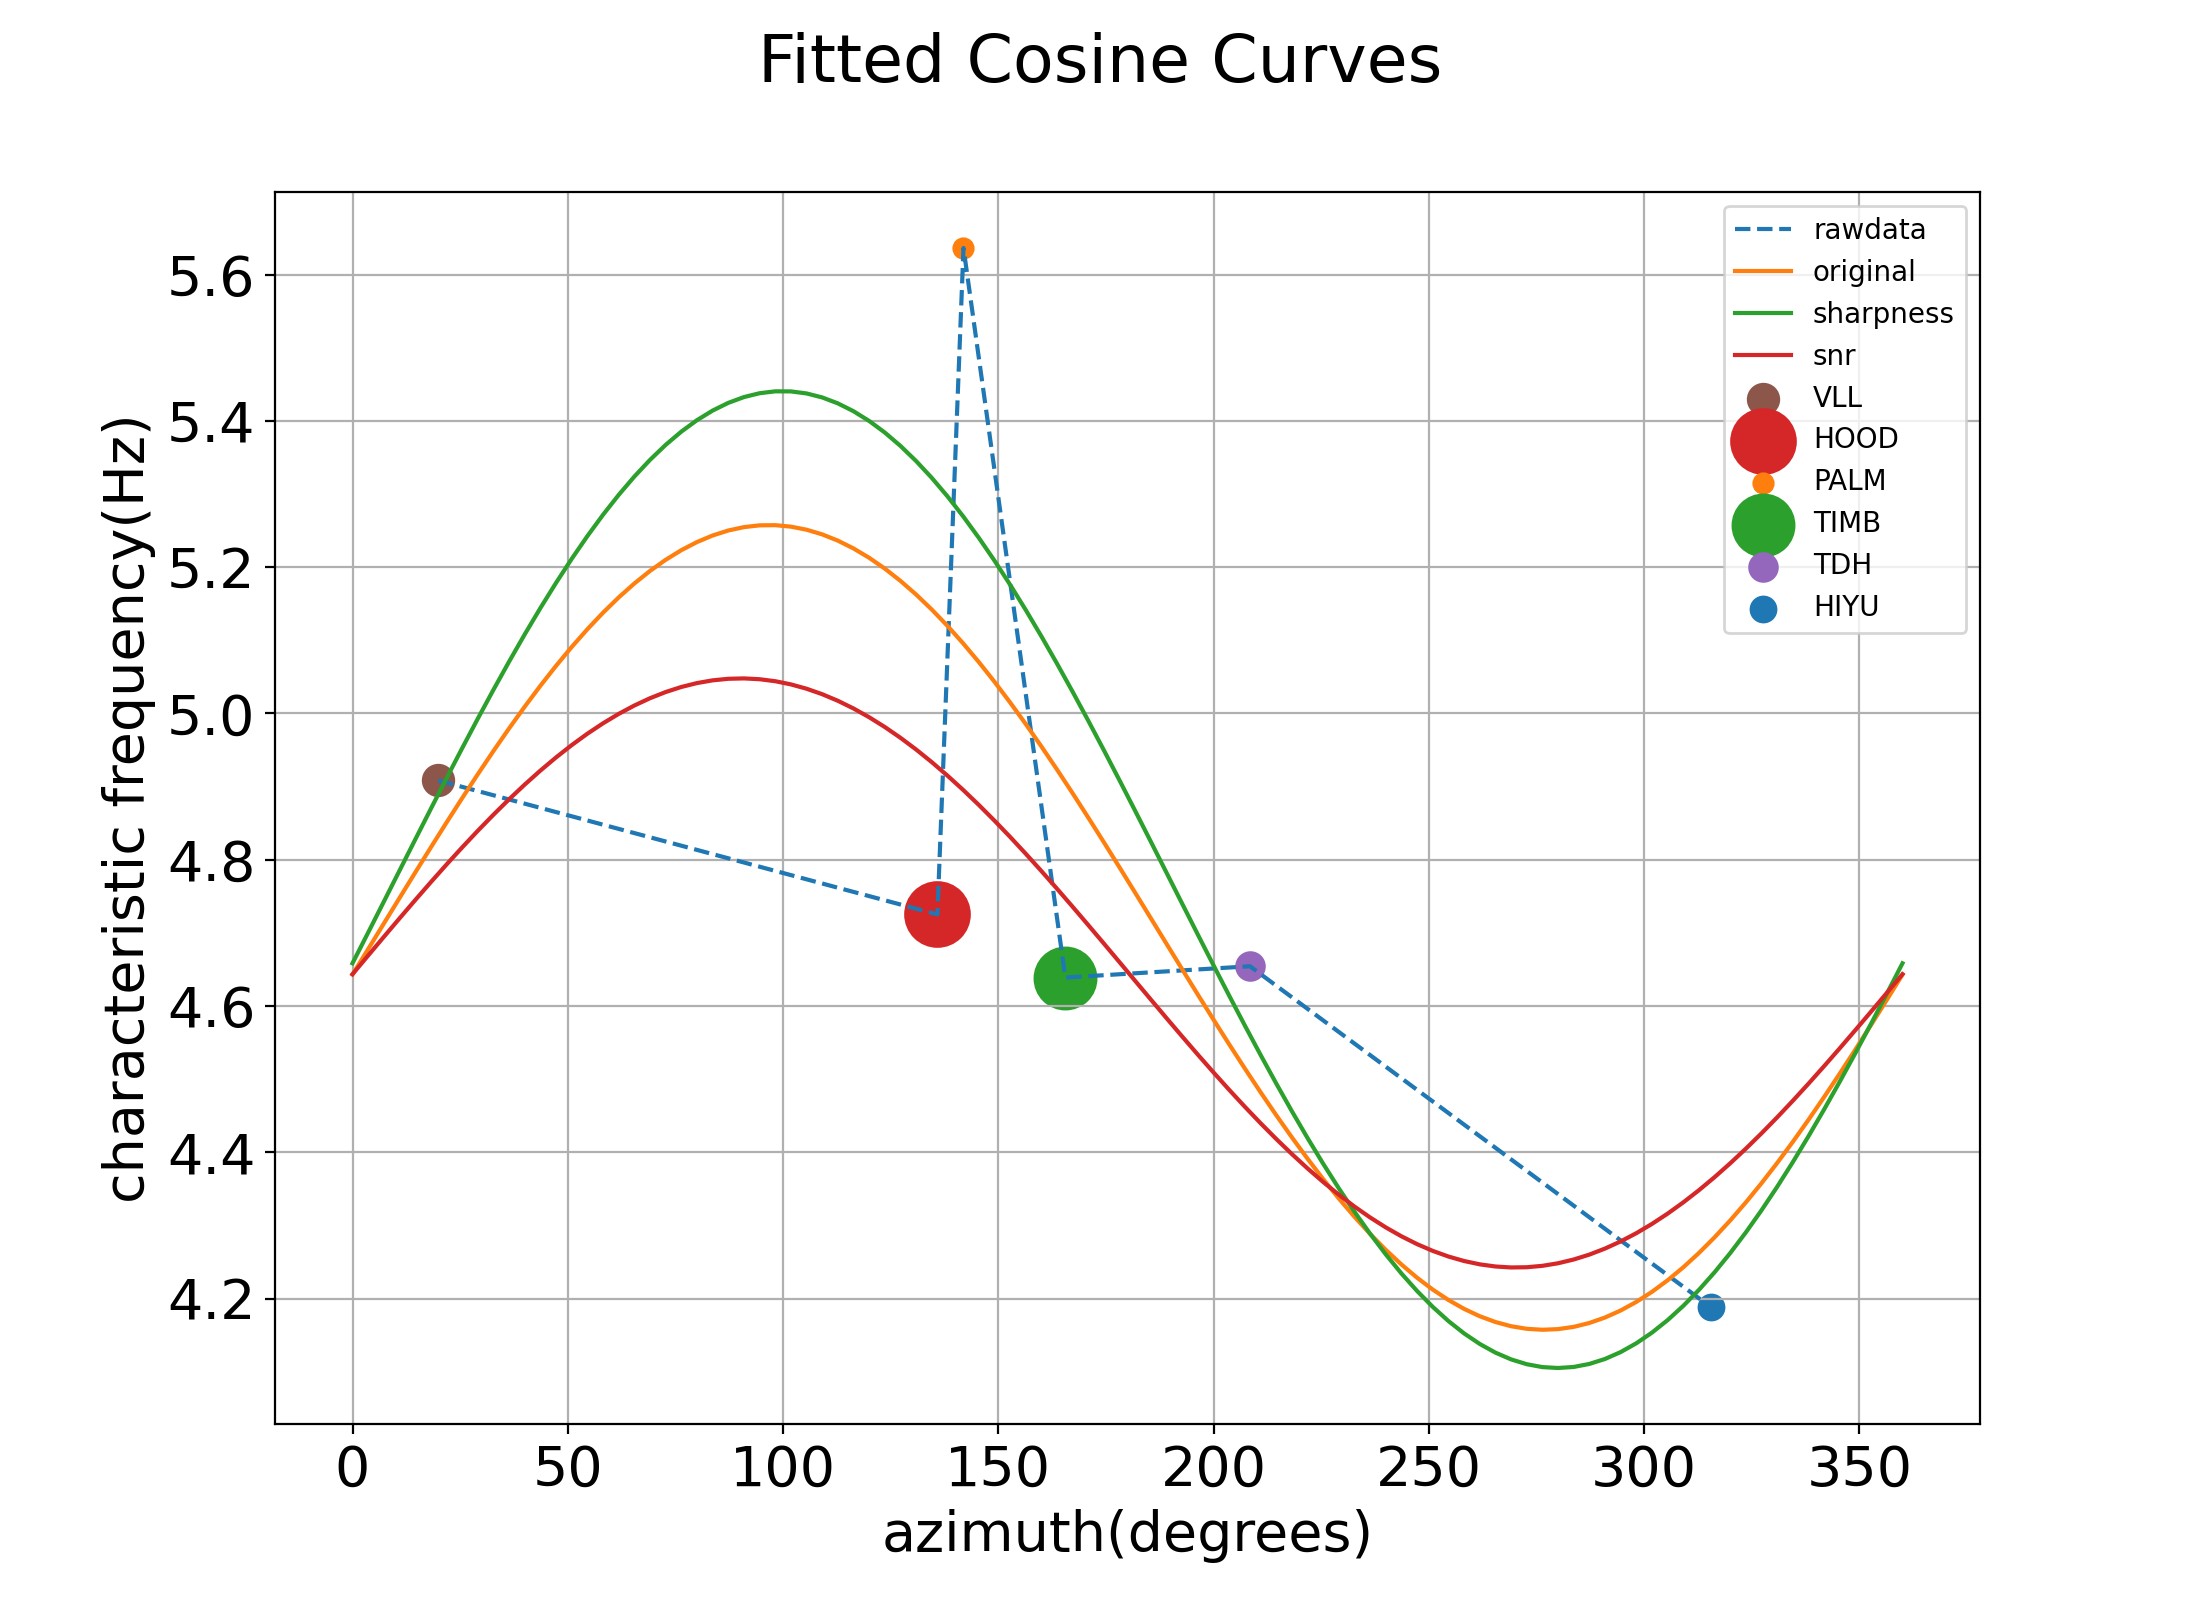 Fitted Cosine Curves
characteristic frequency(Hz)
5.6
5.4
5.2
5.0
4.8
4.6
4.4
4.2
rawdata
original
sharpness
snr
VLL
HOOD
PALM
TIMB
TDH
HIYU
0 50 100 150 200 250 300 350
azimuth(degrees)